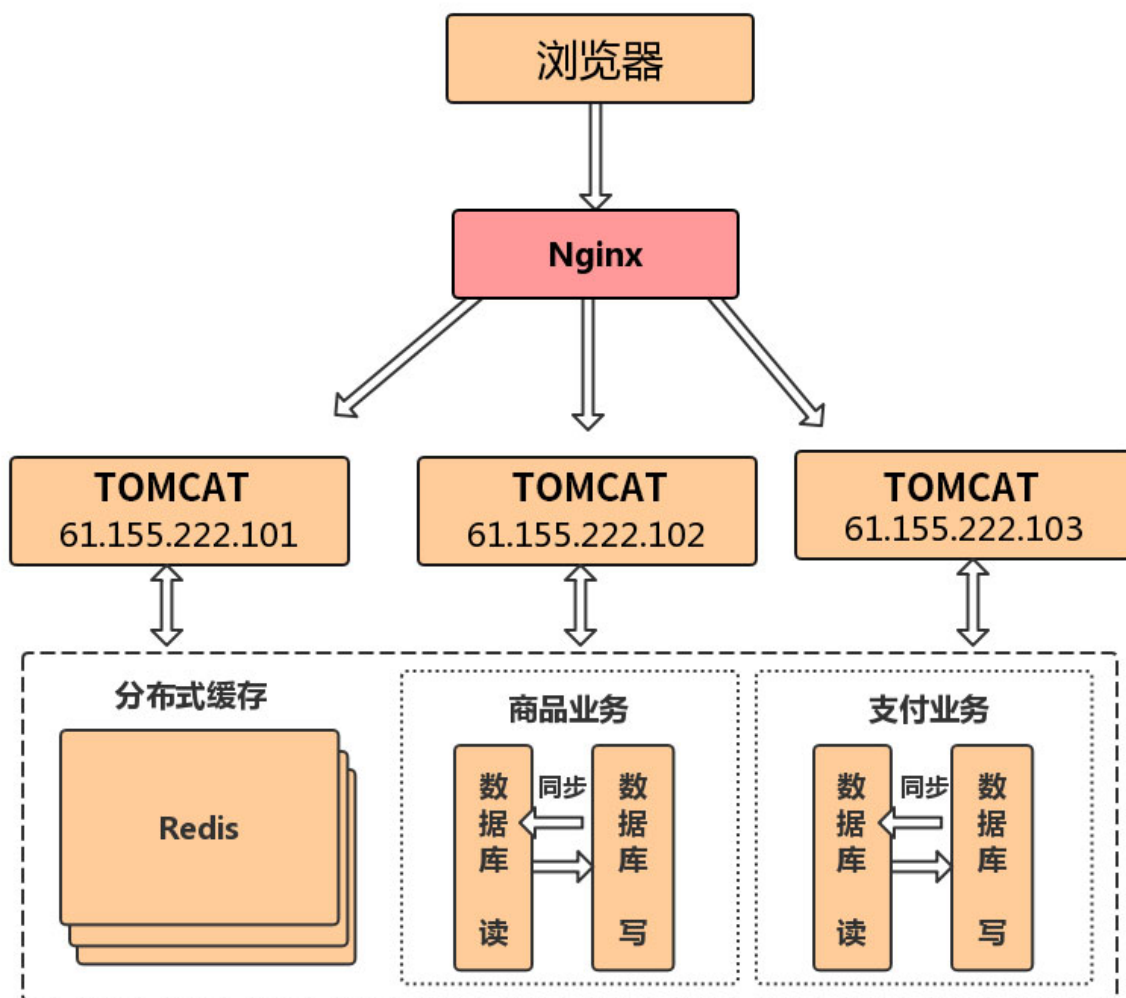 浏览器
Nginx
TOMCAT
61.155.222.101
TOMCAT
61.155.222.102
TOMCAT
61.155.222.103
分布式缓存
Redis
商品业务
数据库 读
同步
数据库 写
支付业务
数据库 读
同步
数据库 写